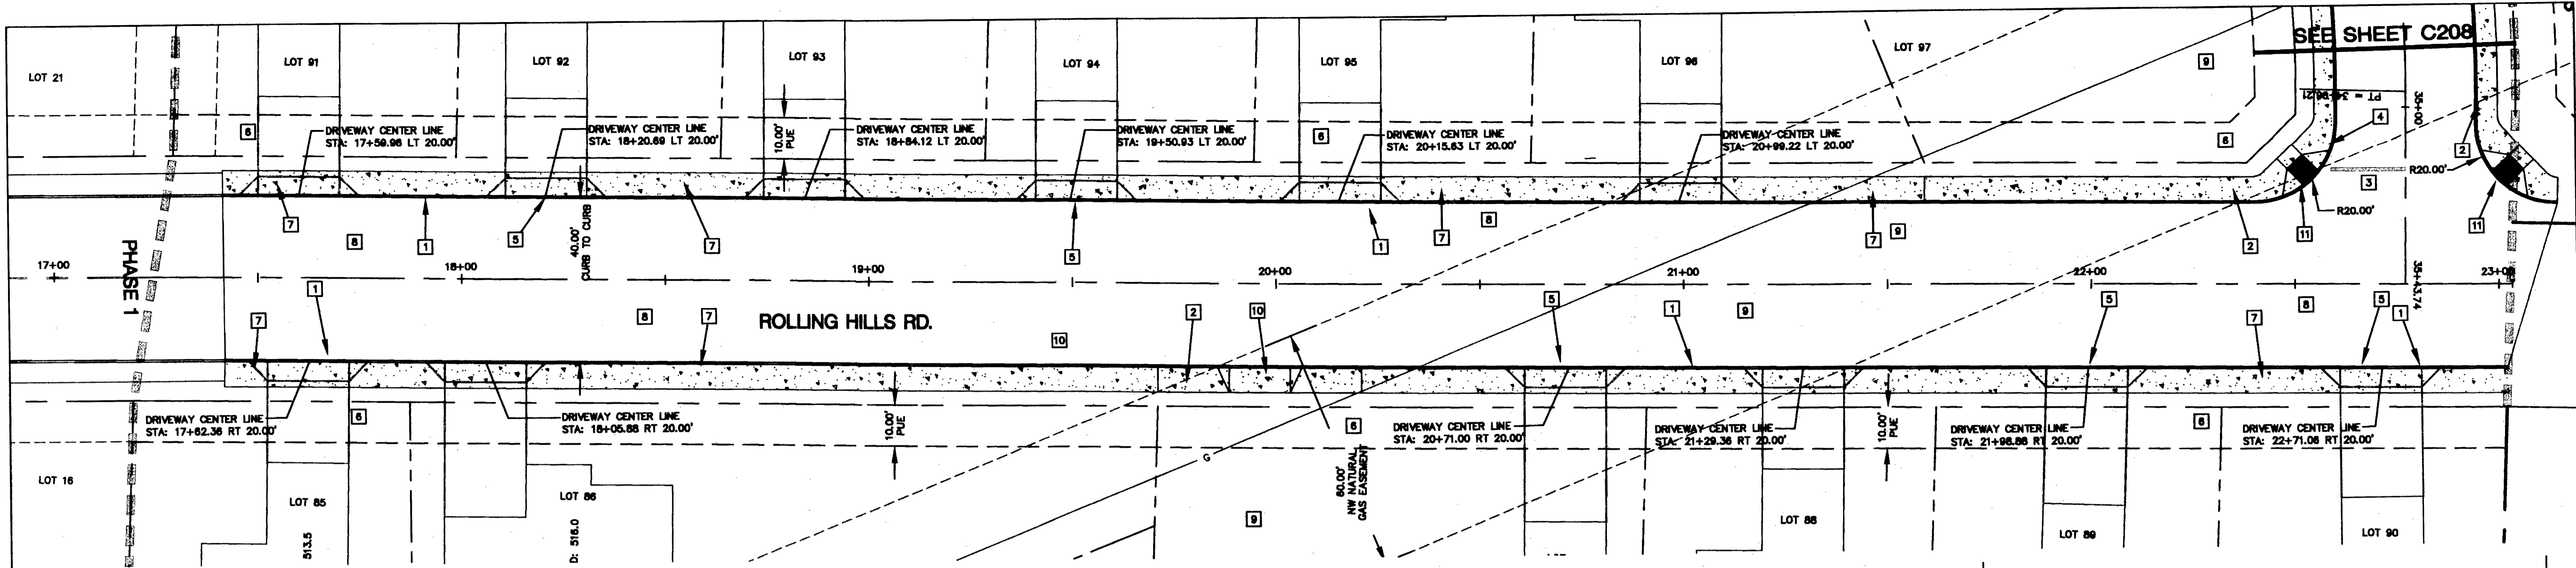 SEE SHEET C208
LOT 21
LOT 91
LOT 92
LOT 93
LOT 94
LOT 95
LOT 96
LOT 97
9
PT = 34+96.21
35+00
4
6
DRIVEWAY CENTER LINE
STA: 17+59.96 LT 20.00'
DRIVEWAY CENTER LINE
STA: 18+20.69 LT 20.00'
10.00'
PUE
DRIVEWAY CENTER LINE
STA: 18+84.12 LT 20.00'
DRIVEWAY CENTER LINE
STA: 19+50.93 LT 20.00'
6
DRIVEWAY CENTER LINE
STA: 20+15.63 LT 20.00'
DRIVEWAY CENTER LINE
STA: 20+99.22 LT 20.00'
6
2
R20.00'
3
R20.00'
7
8
1
5
40.00'
CURB TO CURB
7
5
1
7
8
7
9
2
11
11
PHASE 1
17+00
18+00
19+00
20+00
21+00
22+00
23+00
35+43.74
1
7
8
7
ROLLING HILLS RD.
10
2
10
5
1
9
5
7
8
5
1
DRIVEWAY CENTER LINE
STA: 17+62.36 RT 20.00'
6
DRIVEWAY CENTER LINE
STA: 18+05.88 RT 20.00'
10.00'
PUE
G
6
60.00'
NW NATURAL
GAS EASEMENT
DRIVEWAY CENTER LINE
STA: 20+71.00 RT 20.00'
DRIVEWAY CENTER LINE
STA: 21+29.36 RT 20.00'
10.00'
PUE
DRIVEWAY CENTER LINE
STA: 21+98.86 RT 20.00'
6
DRIVEWAY CENTER LINE
STA: 22+71.06 RT 20.00'
LOT 16
LOT 85
513.5
LOT 86
D: 516.0
9
LOT 88
LOT 89
LOT 90